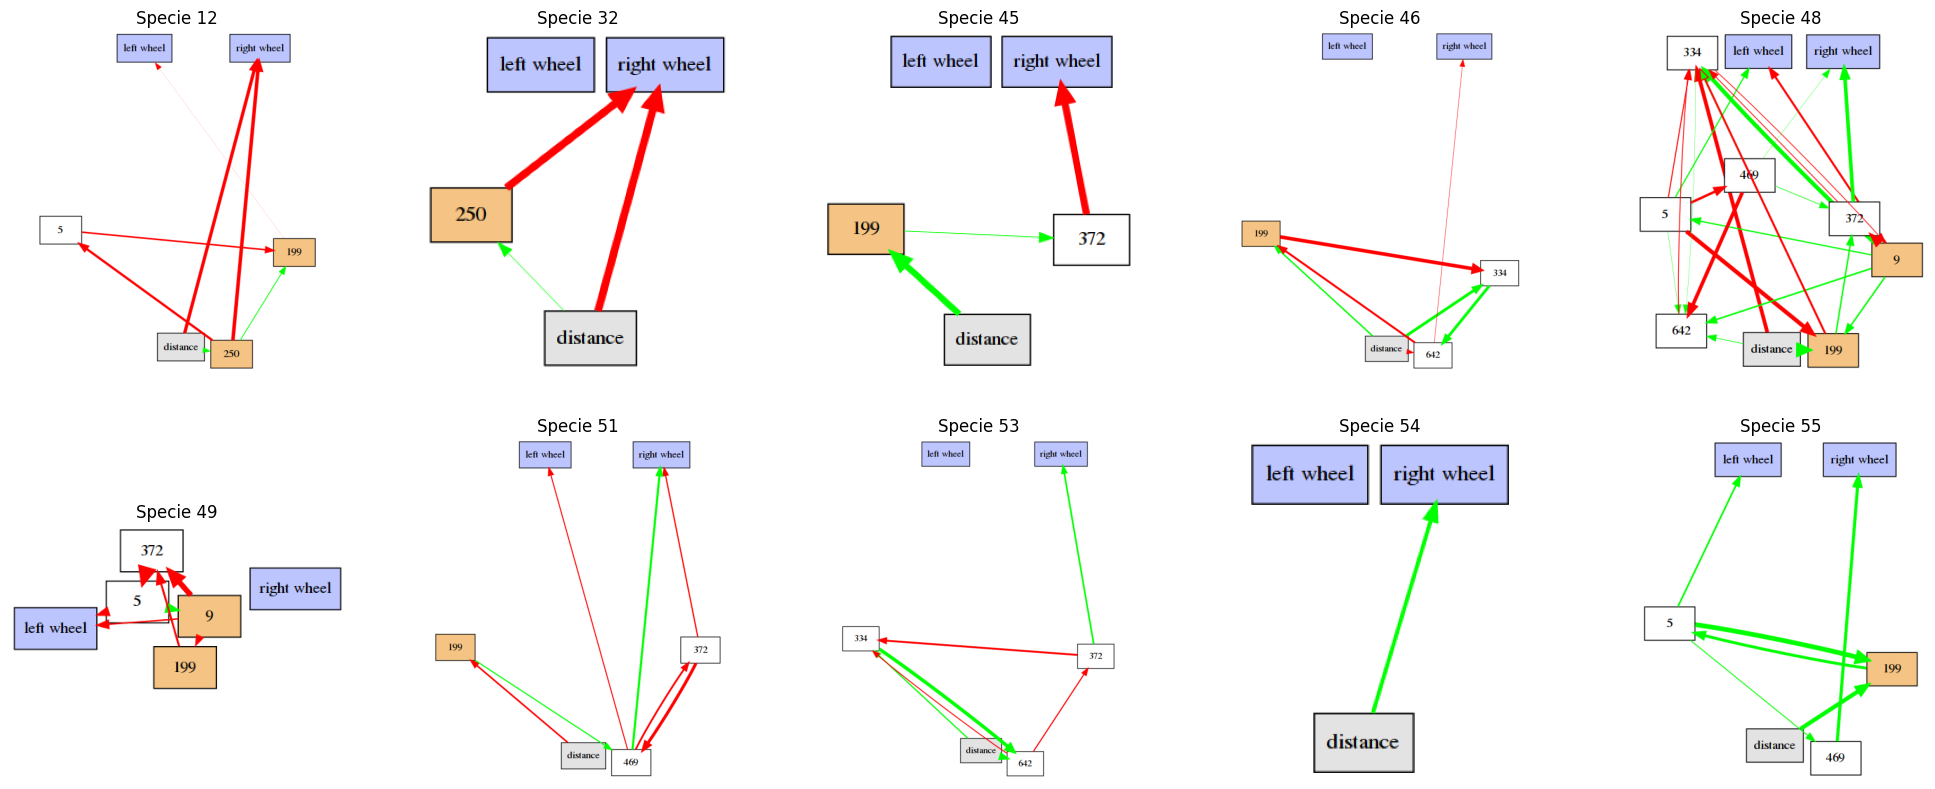 Specie 12
left wheel
right wheel
5
199
distance
250
Specie 32
left wheel
right wheel
250
distance
Specie 45
left wheel
right wheel
199
372
distance
Specie 46
left wheel
right wheel
199
334
distance
642
Specie 48
334
left wheel
right wheel
469
5
372
9
642
distance
199
Specie 49
372
5
9
right wheel
left wheel
199
Specie 51
left wheel
right wheel
199
372
distance
469
Specie 53
left wheel
right wheel
334
372
distance
642
Specie 54
left wheel
right wheel
distance
Specie 55
left wheel
right wheel
5
199
distance
469